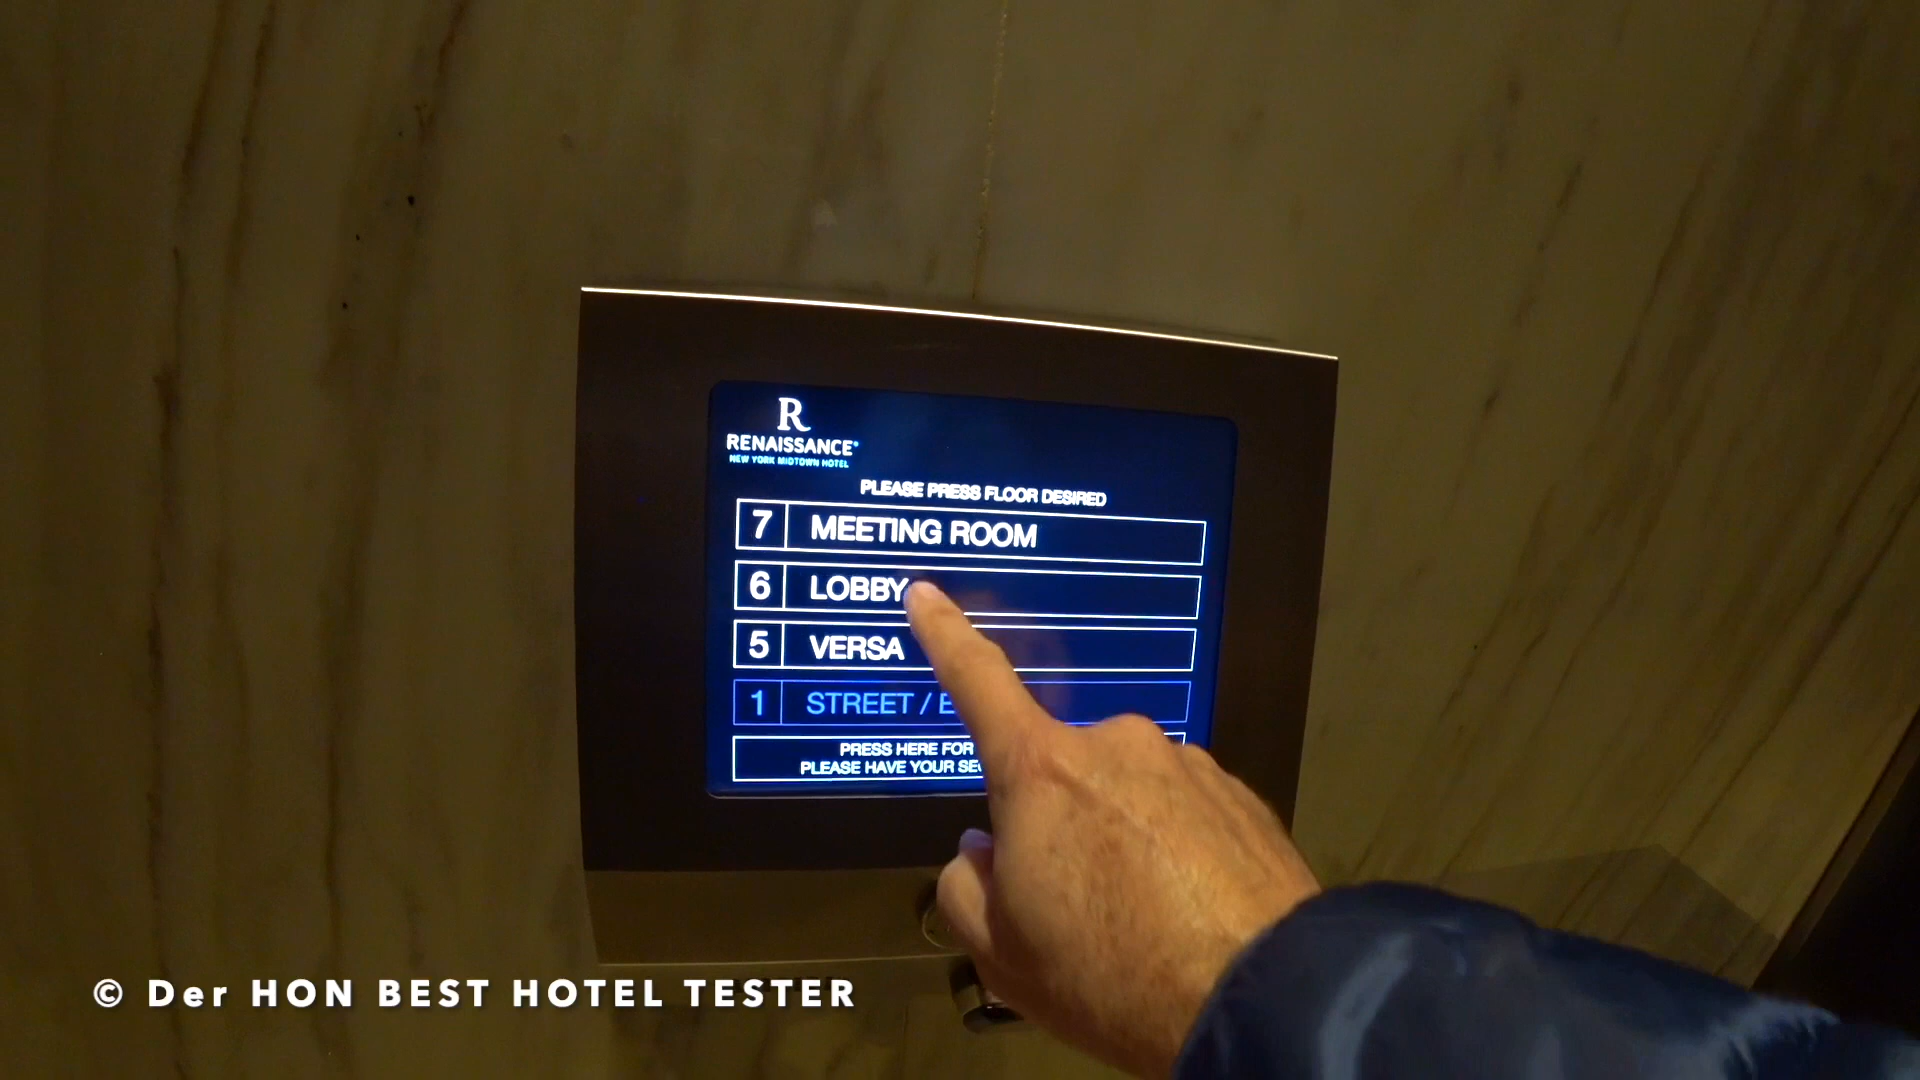 R
RENAISSANCE®
NEW YORK MIDTOWN HOTEL
PLEASE PRESS FLOOR DESIRED
7 MEETING ROOM
6 LOBBY
5 VERSA
1 STREET /
PRESS HERE FOR
PLEASE HAVE YOUR
© Der HON BEST HOTEL TESTER